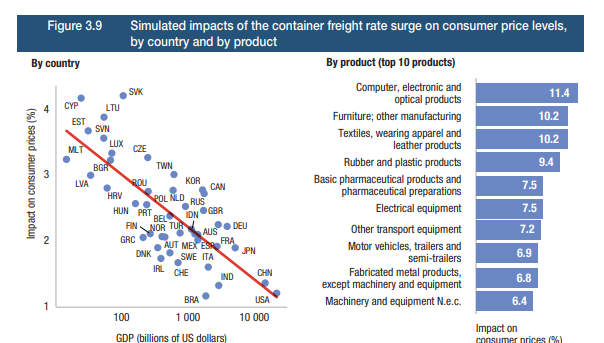 Figure 3.9
Simulated impacts of the container freight rate surge on consumer price levels,
by country and by product
By country
Impact on consumer prices (%)
4
3
2
1
SVK
CYP
LTU
EST
SVN
MLT
LUX
CZE
BGR
TWN
LVA
ROU
KOR
CAN
HRV
POL
NLD
RUS
HUN
PRT
IDN
GBR
BEL
FIN
NOR
TUR
AUS
DEU
GRC
AUT
MEX
ESP
FRA
JPN
DNK
SWE
ITA
IRL
CHE
IND
CHN
BRA
USA
100
1 000
10 000
GDP (billions of US dollars)
By product (top 10 products)
Computer, electronic and
optical products
11.4
Furniture; other manufacturing
10.2
Textiles, wearing apparel and
leather products
10.2
Rubber and plastic products
9.4
Basic pharmaceutical products and
pharmaceutical preparations
7.5
Electrical equipment
7.5
Other transport equipment
7.2
Motor vehicles, trailers and
semi-trailers
6.9
Fabricated metal products,
except machinery and equipment
6.8
Machinery and equipment N.e.c.
6.4
Impact on
consumer prices (%)